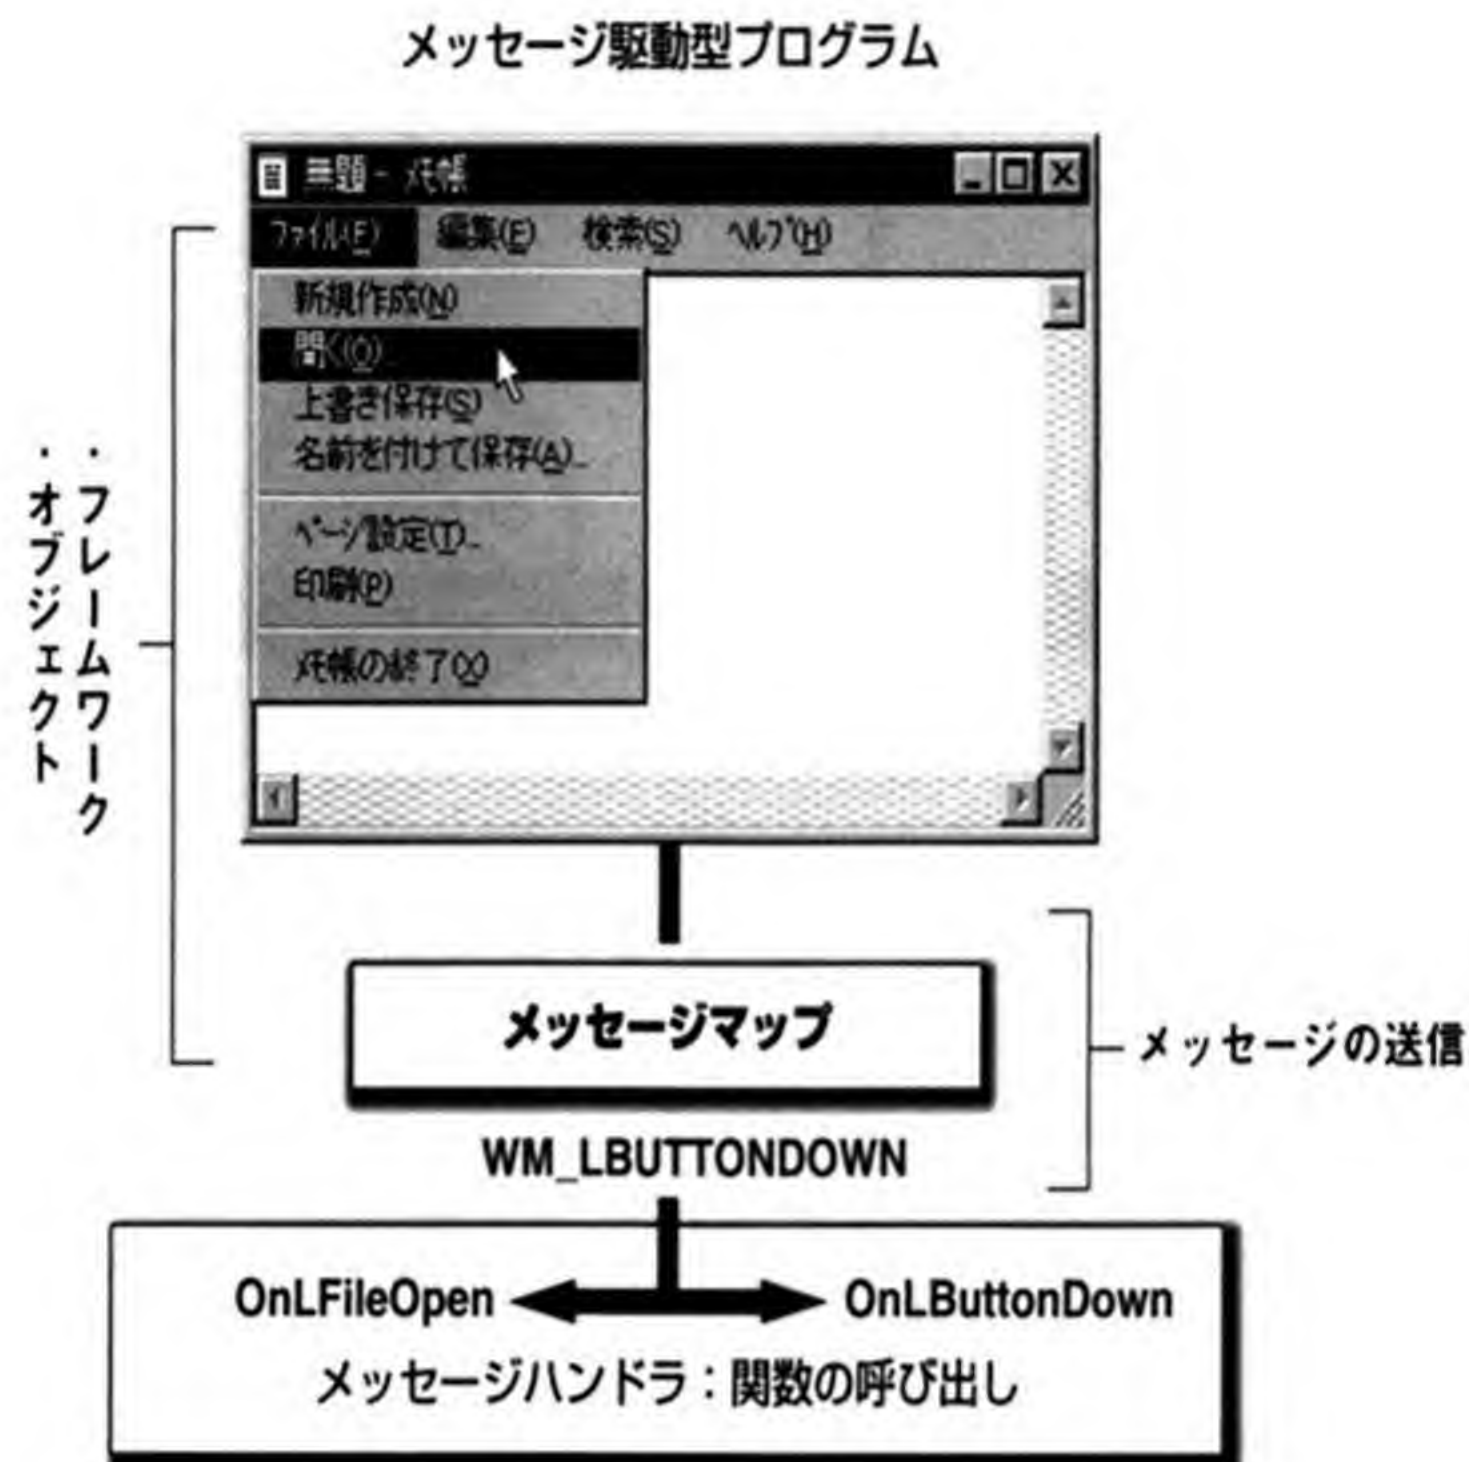 メッセージ駆動型プログラム
無題 - メモ帳
ファイル(F) 編集(E) 検索(S) ヘルプ(H)
新規作成(N)
開く(O)...
上書き保存(S)
名前を付けて保存(A)...
ページ設定(T)...
印刷(P)
メモ帳の終了(X)
・フレームワーク
・オブジェクト
メッセージマップ
メッセージの送信
WM_LBUTTONDOWN
OnLFileOpen OnLButtonDown
メッセージハンドラ：関数の呼び出し